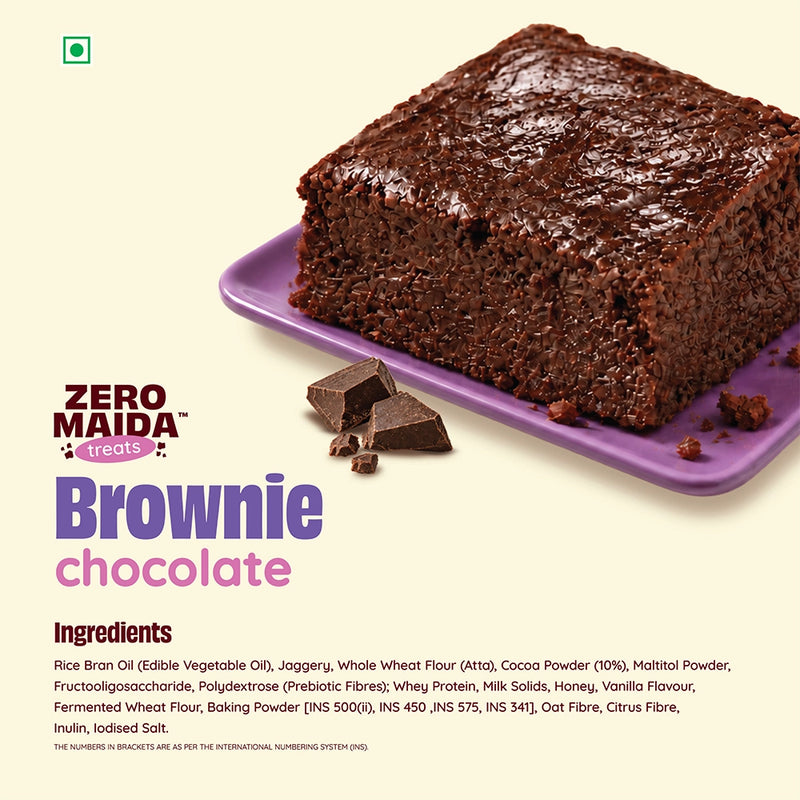 ZERO
MAIDA™
treats
Brownie
chocolate
Ingredients
Rice Bran Oil (Edible Vegetable Oil), Jaggery, Whole Wheat Flour (Atta), Cocoa Powder (10%), Maltitol Powder,
Fructooligosaccharide, Polydextrose (Prebiotic Fibres); Whey Protein, Milk Solids, Honey, Vanilla Flavour,
Fermented Wheat Flour, Baking Powder [INS 500(ii), INS 450 ,INS 575, INS 341], Oat Fibre, Citrus Fibre,
Inulin, Iodised Salt.
THE NUMBERS IN BRACKETS ARE AS PER THE INTERNATIONAL NUMBERING SYSTEM (INS).